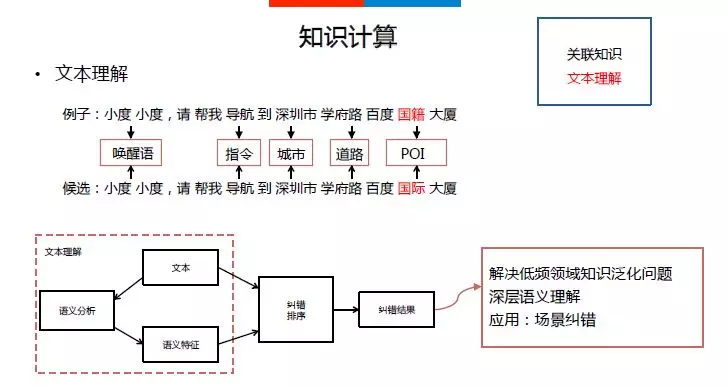 知识计算
关联知识
文本理解
• 文本理解
例子：小度 小度，请 帮我 导航 到 深圳市 学府路 百度 国籍 大厦
唤醒语 指令 城市 道路 POI
候选：小度 小度，请 帮我 导航 到 深圳市 学府路 百度 国际 大厦
文本理解
文本
语义分析
语义特征
纠错
排序
纠错结果
解决低频领域知识泛化问题
深层语义理解
应用：场景纠错